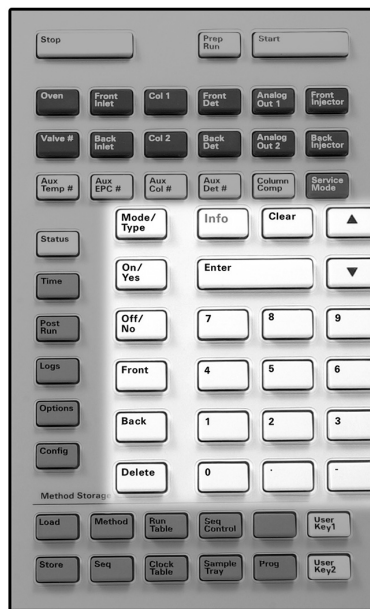 Stop
Prep
Run
Start
Oven
Front
Inlet
Col 1
Front
Det
Analog
Out 1
Front
Injector
Valve #
Back
Inlet
Col 2
Back
Det
Analog
Out 2
Back
Injector
Aux
Temp #
Aux
EPC #
Aux
Col #
Aux
Det #
Column
Comp
Service
Mode
Mode/
Type
Info
Clear
▲
Status
On/
Yes
Enter
▼
Time
Off/
No
7
8
9
Post
Run
Front
4
5
6
Logs
Options
Back
1
2
3
Config
Delete
0
.
-
Method Storage
Load
Method
Run
Table
Seq
Control
User
Key1
Store
Seq
Clock
Table
Sample
Tray
Prog
User
Key2